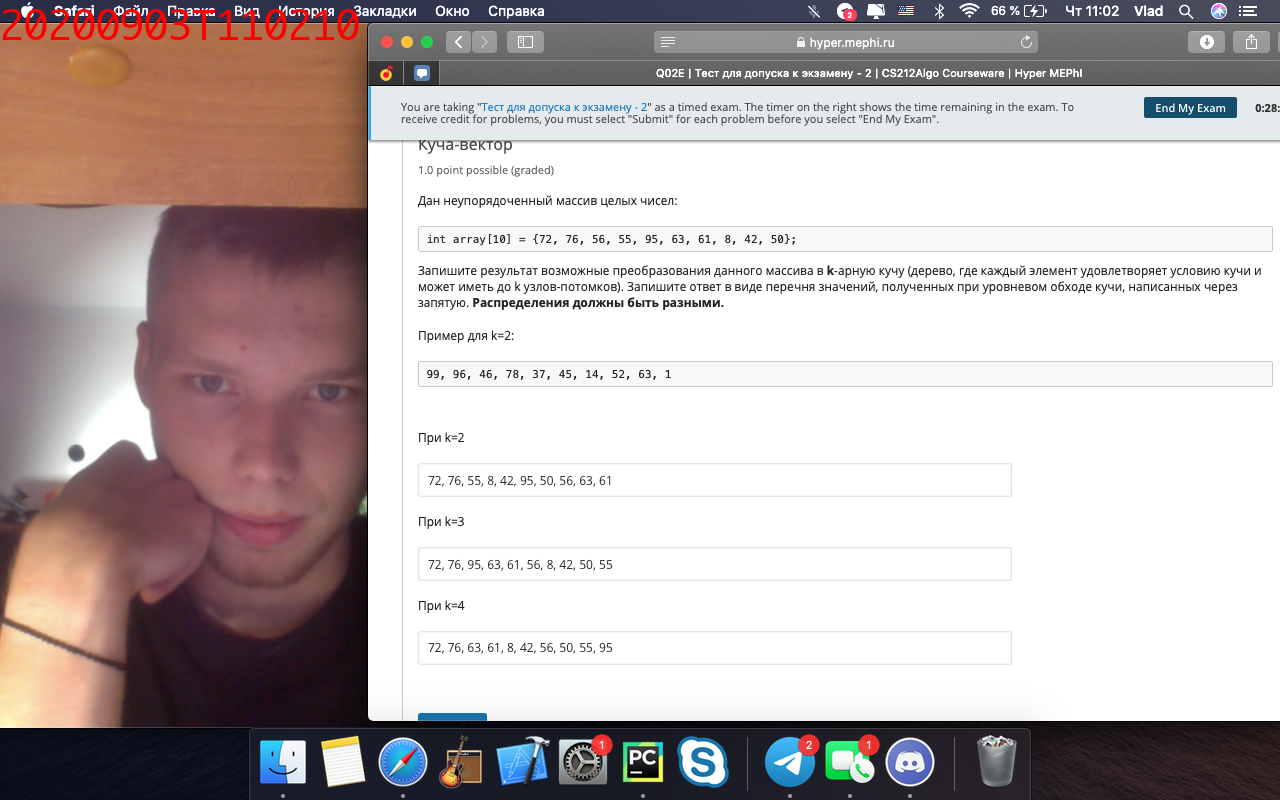 Safari Файл Правка Вид История Закладки Окно Справка 2 66 % Чт 11:02 Vlad
20200903T110210
hyper.mephi.ru
Q02E | Тест для допуска к экзамену - 2 | CS212Algo Courseware | Hyper MEPhI
You are taking "Тест для допуска к экзамену - 2" as a timed exam. The timer on the right shows the time remaining in the exam. To
receive credit for problems, you must select "Submit" for each problem before you select "End My Exam".
End My Exam
0:28:
Куча-вектор
1.0 point possible (graded)
Дан неупорядоченный массив целых чисел:
int array[10] = {72, 76, 56, 55, 95, 63, 61, 8, 42, 50};
Запишите результат возможные преобразования данного массива в k-арную кучу (дерево, где каждый элемент удовлетворяет условию кучи и
может иметь до k узлов-потомков). Запишите ответ в виде перечня значений, полученных при уровневом обходе кучи, написанных через
запятую. Распределения должны быть разными.
Пример для k=2:
99, 96, 46, 78, 37, 45, 14, 52, 63, 1
При k=2
72, 76, 55, 8, 42, 95, 50, 56, 63, 61
При k=3
72, 76, 95, 63, 61, 56, 8, 42, 50, 55
При k=4
72, 76, 63, 61, 8, 42, 56, 50, 55, 95
1
PC
2
1